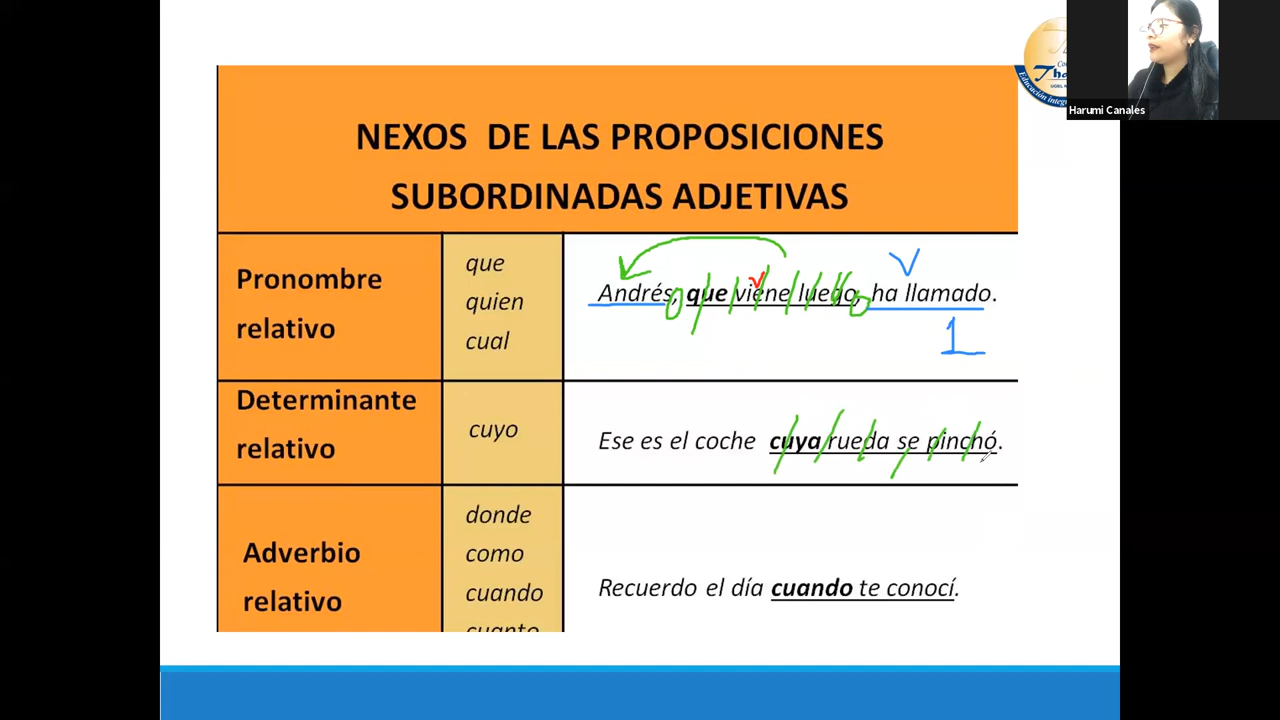 Harumi Canales
NEXOS DE LAS PROPOSICIONES
SUBORDINADAS ADJETIVAS
Pronombre
relativo
que
quien
cual
V
V
Andrés, que viene luego, ha llamado.
1
Determinante
relativo
cuyo
Ese es el coche cuya rueda se pinchó.
Adverbio
relativo
donde
como
cuando
cuanto
Recuerdo el día cuando te conocí.